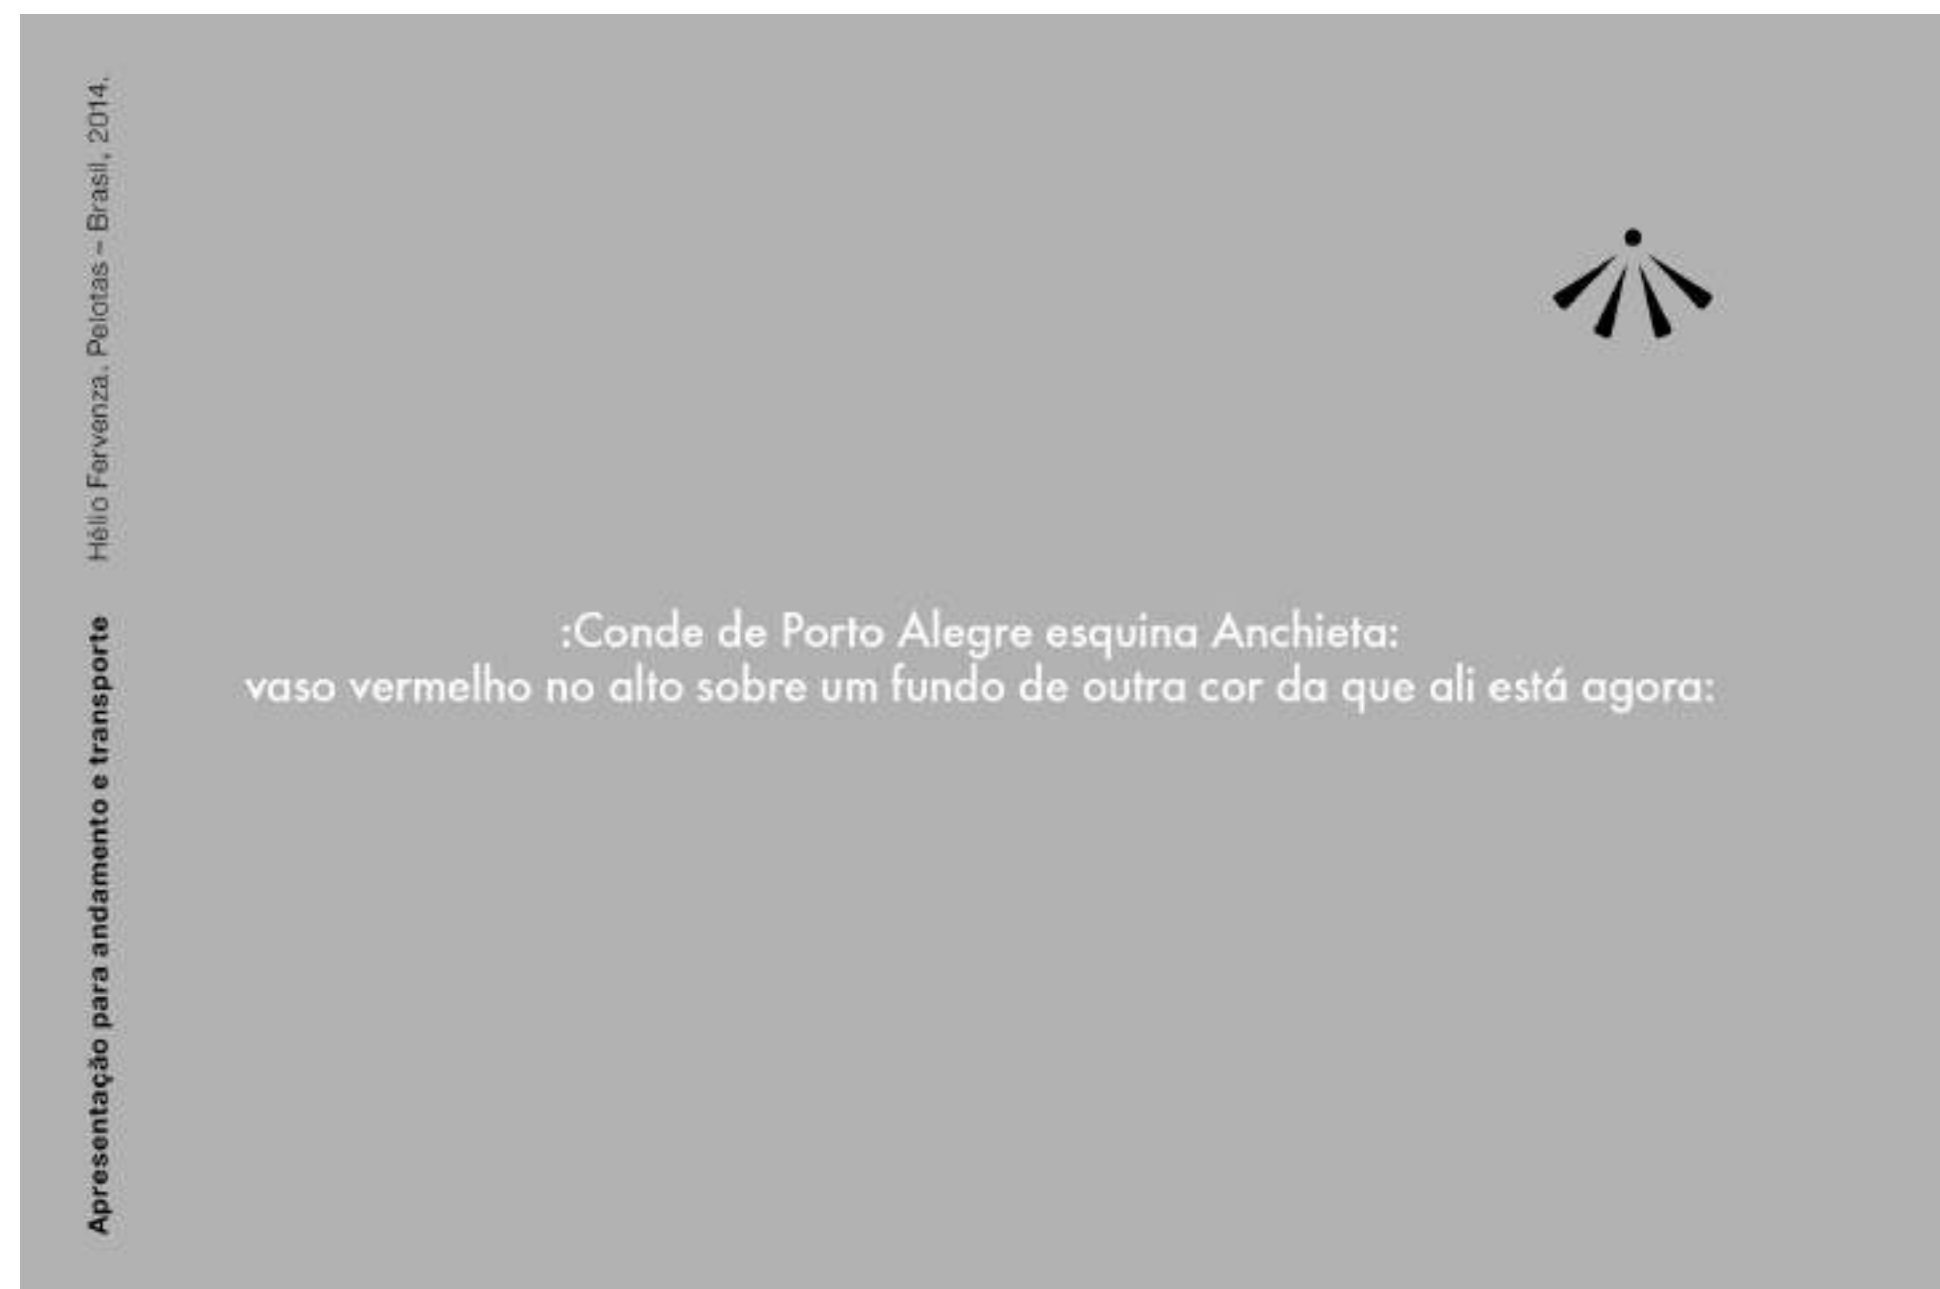 Apresentação para andamento e transporte Hélio Fervenza. Pelotas – Brasil, 2014.
:Conde de Porto Alegre esquina Anchieta:
vaso vermelho no alto sobre um fundo de outra cor da que ali está agora: